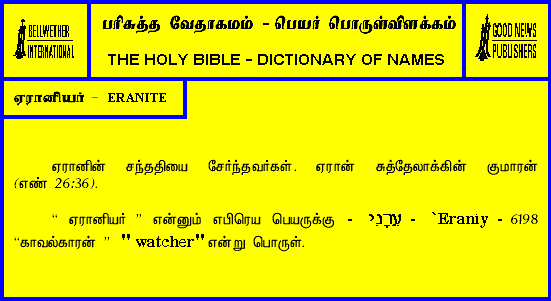 BELLWETHER
INTERNATIONAL
பரிசுத்த வேதாகமம் - பெயர் பொருள்விளக்கம்
THE HOLY BIBLE - DICTIONARY OF NAMES
GOOD NEWS
PUBLISHERS
ஏரானியர் - ERANITE
ஏரானின் சந்ததியை சேர்ந்தவர்கள். ஏரான் சுத்தேலாக்கின் குமாரன்
(எண் 26:36).
“ ஏரானியர் ” என்னும் எபிரெய பெயருக்கு - עֵרָנִי - `Eraniy - 6198
“காவல்காரன் ” " watcher" என்று பொருள்.